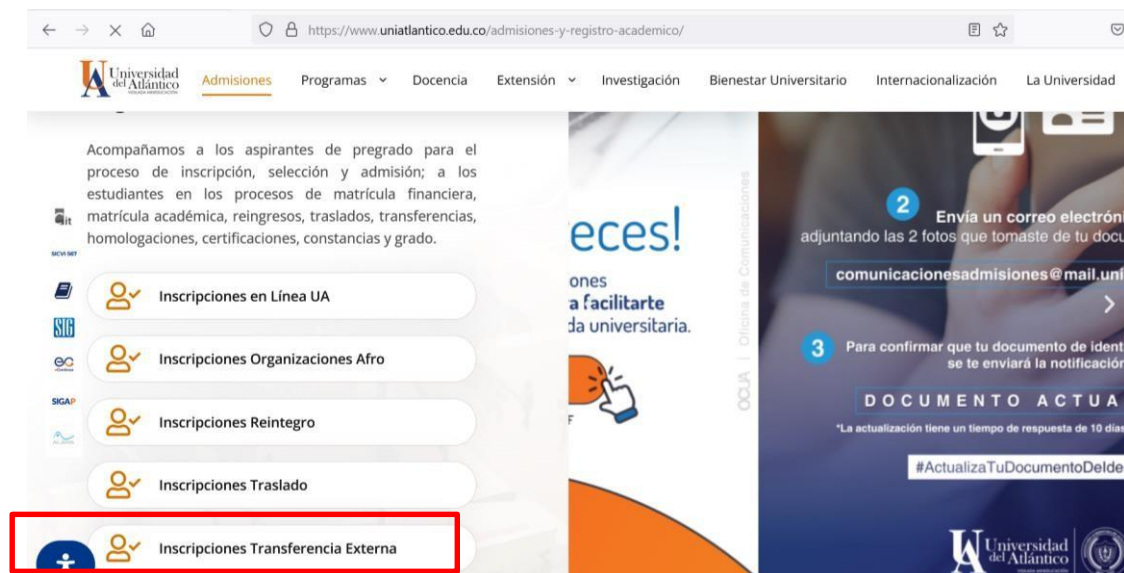 https://www.uniatlantico.edu.co/admisiones-y-registro-academico/
Universidad
del Atlántico
Admisiones
Programas
Docencia
Extensión
Investigación
Bienestar Universitario
Internacionalización
La Universidad
Acompañamos a los aspirantes de pregrado para el
proceso de inscripción, selección y admisión; a los
estudiantes en los procesos de matrícula financiera,
matrícula académica, reingresos, traslados, transferencias,
homologaciones, certificaciones, constancias y grado.
SIG
SIGAP
Inscripciones en Línea UA
Inscripciones Organizaciones Afro
Inscripciones Reintegro
Inscripciones Traslado
Inscripciones Transferencia Externa
eces!
ones
a facilitarte
da universitaria.
OCUA | Oficina de Comunicaciones
2
Envía un correo electróni
adjuntando las 2 fotos que tomaste de tu docu
comunicacionesadmisiones@mail.uni
3
Para confirmar que tu documento de ident
se te enviará la notificación
DOCUMENTO ACTUA
*La actualización tiene un tiempo de respuesta de 10 días
#ActualizaTuDocumentoDeIde
Universidad
del Atlántico